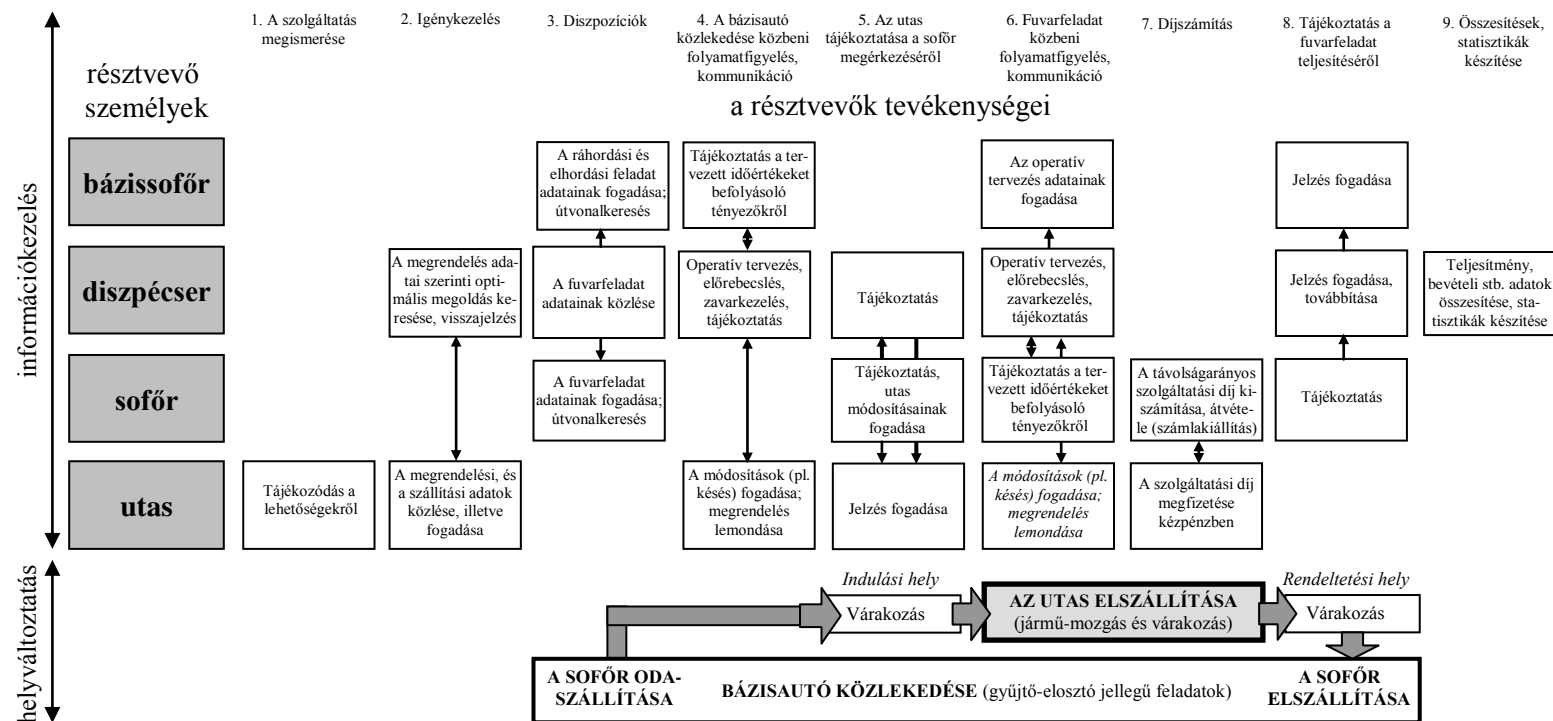 1. A szolgáltatás
megismerése
2. Igénykezelés
3. Diszpozíciók
4. A bázisautó
közlekedése közbeni
folyamatfigyelés,
kommunikáció
5. Az utas
tájékoztatása a sofőr
megérkezéséről
6. Fuvarfeladat
közbeni
folyamatfigyelés,
kommunikáció
7. Díjszámítás
8. Tájékoztatás a
fuvarfeladat
teljesítéséről
9. Összesítések,
statisztikák
készítése
résztvevő
személyek
a résztvevők tevékenységei
információkezelés
bázissofőr
A ráhordási és
elhordási feladat
adatainak fogadása;
útvonalkeresés
Tájékoztatás a ter-
vezett időértékeket
befolyásoló
tényezőkről
Az operatív
tervezés adatainak
fogadása
Jelzés fogadása
diszpécser
A megrendelés ada-
tai szerinti opti-
mális megoldás ke-
resése, visszajelzés
A fuvarfeladat
adatainak közlése
Operatív tervezés,
előrebecslés,
zavarkezelés,
tájékoztatás
Tájékoztatás
Operatív tervezés,
előrebecslés,
zavarkezelés,
tájékoztatás
Jelzés fogadása,
továbbítása
Teljesítmény,
bevételi stb. adatok
összesítése, sta-
tisztikák készítése
sofőr
A fuvarfeladat
adatainak fogadása;
útvonalkeresés
Tájékoztatás,
utas
módosításainak
fogadása
Tájékoztatás a ter-
vezett időértékeket
befolyásoló
tényezőkről
A távolságarányos
szolgáltatási díj ki-
számítása, átvéte-
le (számlakiállítás)
Tájékoztatás
utas
Tájékozódás a
lehetőségekről
A megrendelési, és
a szállítási adatok
közlése, illetve
fogadása
A módosítások (pl.
késés) fogadása;
megrendelés
lemondása
Jelzés fogadása
A módosítások (pl.
késés) fogadása;
megrendelés
lemondása
A szolgáltatási díj
megfizetése
kézpénzben
helyváltoztatás
Indulási hely
Várakozás
AZ UTAS ELSZÁLLÍTÁSA
(jármű-mozgás és várakozás)
Rendeltetési hely
Várakozás
A SOFŐR ODA-
SZÁLLÍTÁSA
BÁZISAUTÓ KÖZLEKEDÉSE (gyűjtő-elosztó jellegű feladatok)
A SOFŐR
ELSZÁLLÍTÁSA